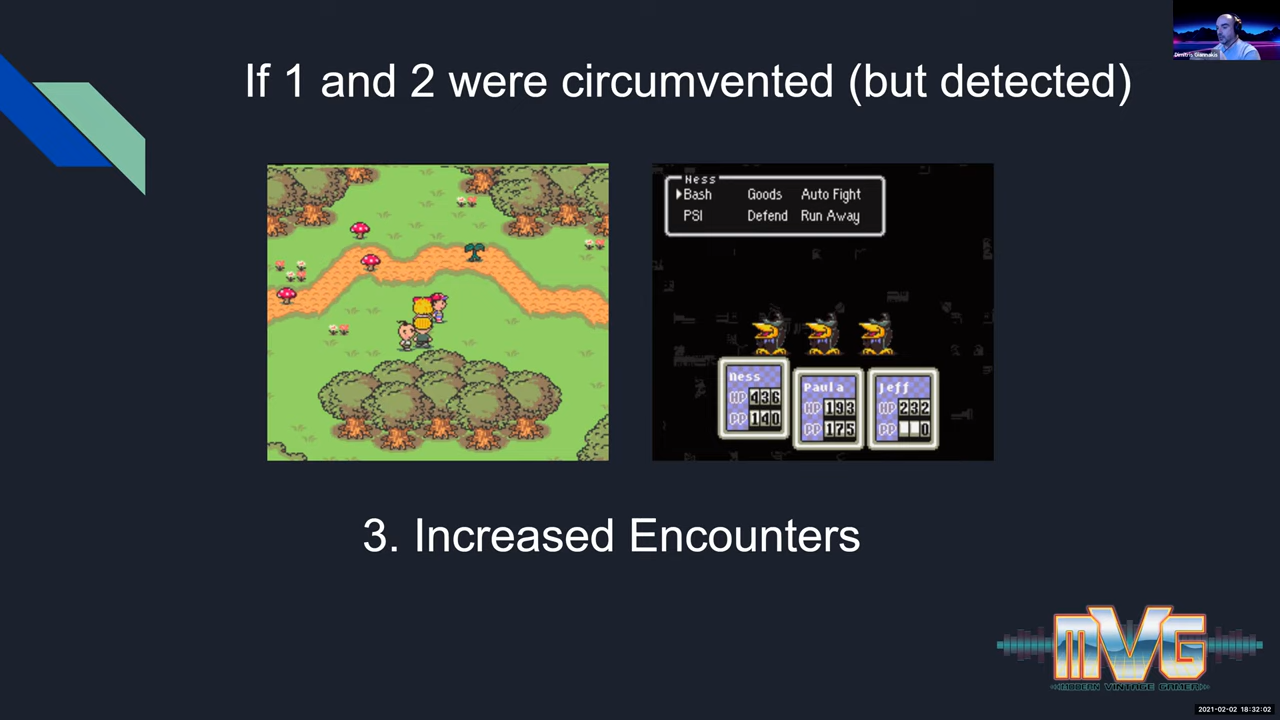 Dimitris Giannakis
If 1 and 2 were circumvented (but detected)
Ness
Bash Goods Auto Fight
PSI Defend Run Away
Ness
HP 436
PP 140
Paula
HP 193
PP 175
Jeff
HP 232
PP 0
3. Increased Encounters
MVG
MODERN VINTAGE GAMER
2021-02-02 18:32:02